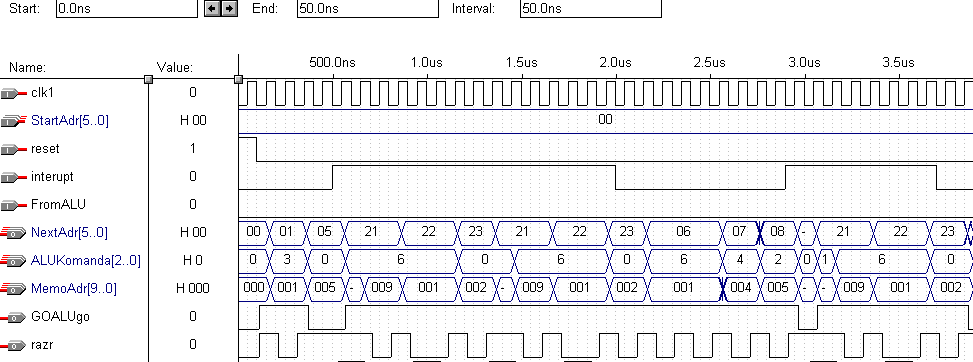 Start: 0.0ns End: 50.0ns Interval: 50.0ns
Name: Value: 500.0ns 1.0us 1.5us 2.0us 2.5us 3.0us 3.5us
clk1 0
StartAdr[5..0] H 00 00
reset 1
interupt 0
FromALU 0
NextAdr[5..0] H 00 00 01 05 21 22 23 21 22 23 06 07 08 - 21 22 23
ALUKomanda[2..0] H 0 0 3 0 6 0 6 0 6 4 2 0 1 6 0
MemoAdr[9..0] H 000 000 001 005 - 009 001 002 - 009 001 002 001 004 005 - - 009 001 002
GOALUgo 0
razr 0